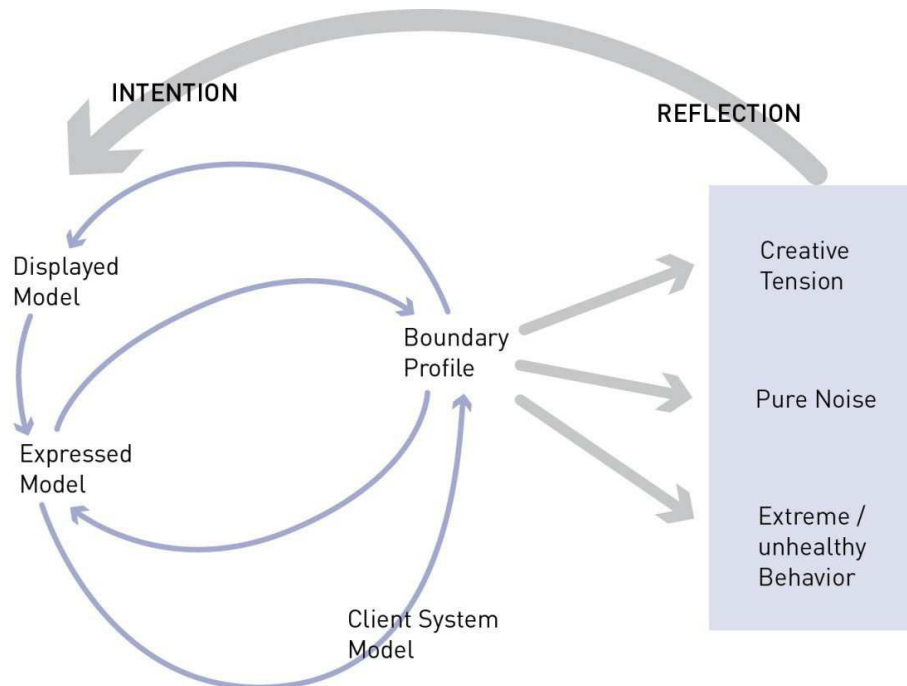 INTENTION
REFLECTION
Displayed
Model
Creative
Tension
Boundary
Profile
Pure Noise
Expressed
Model
Extreme /
unhealthy
Behavior
Client System
Model